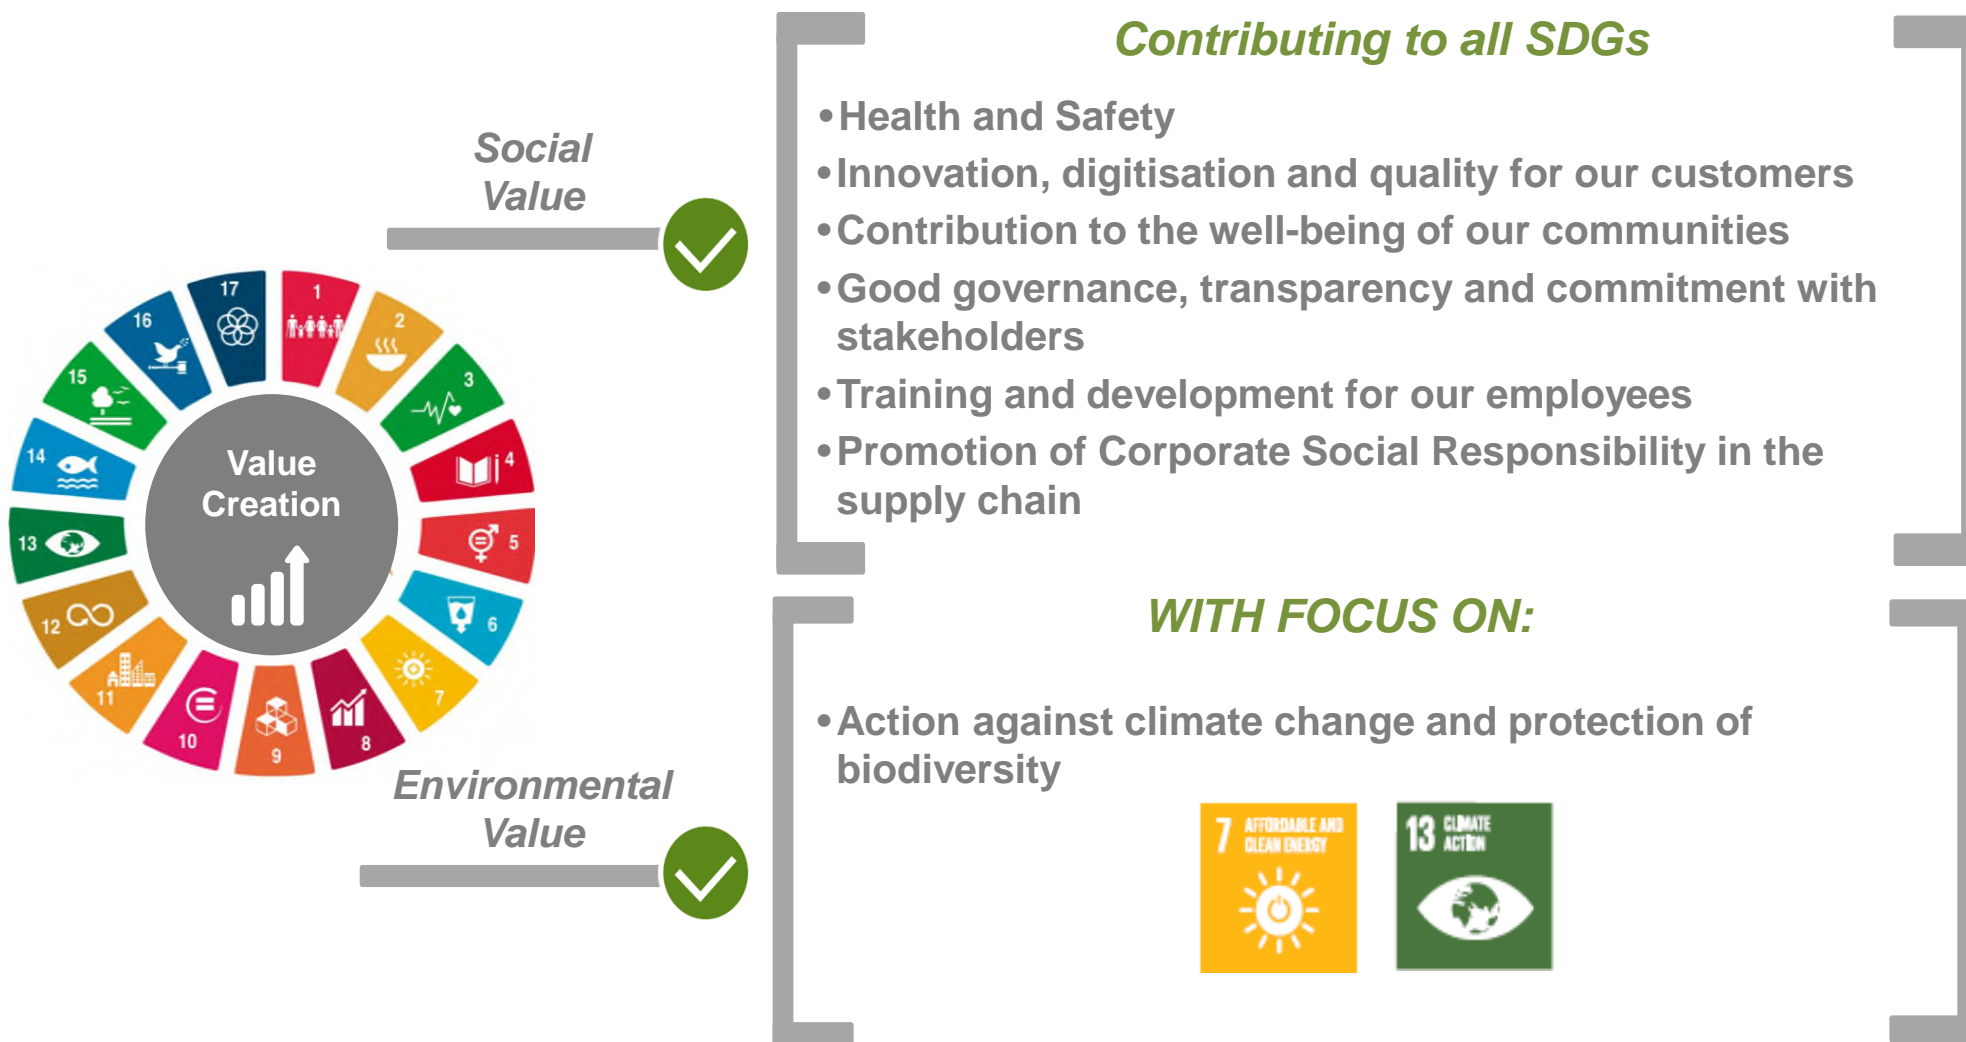 Contributing to all SDGs
•Health and Safety
•Innovation, digitisation and quality for our customers
•Contribution to the well-being of our communities
•Good governance, transparency and commitment with
stakeholders
•Training and development for our employees
•Promotion of Corporate Social Responsibility in the
supply chain
Social
Value
17
1
2
3
4
5
6
7
8
9
10
11
12
13
14
15
16
Value
Creation
Environmental
Value
WITH FOCUS ON:
•Action against climate change and protection of
biodiversity
7 AFFORDABLE AND
CLEAN ENERGY
13 CLIMATE
ACTION